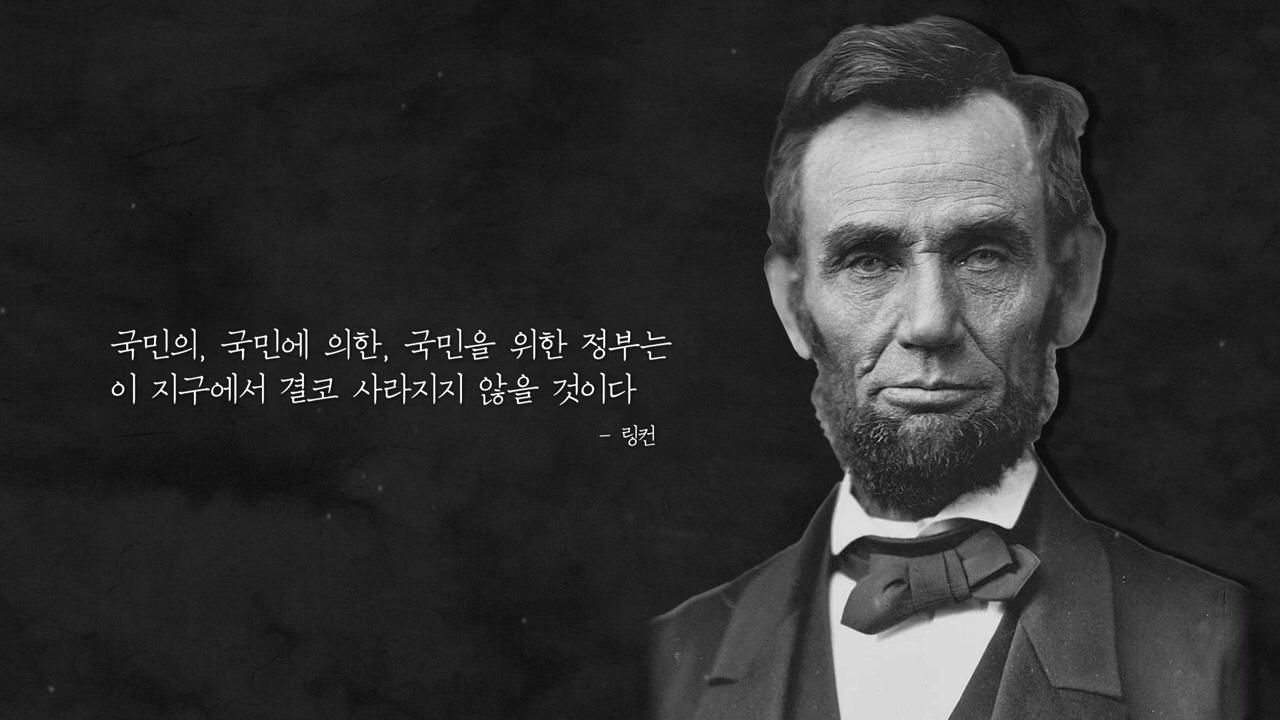 국민의, 국민에 의한, 국민을 위한 정부는
이 지구에서 결코 사라지지 않을 것이다
- 링컨